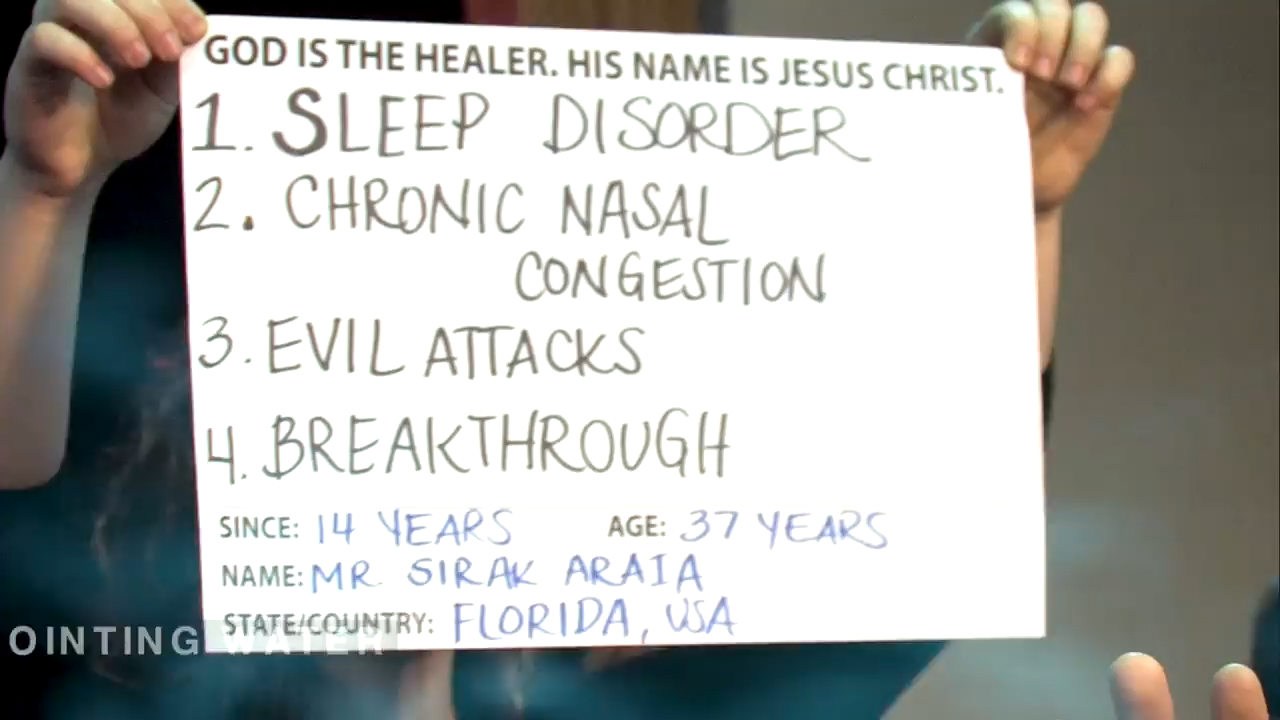 GOD IS THE HEALER. HIS NAME IS JESUS CHRIST.
1. SLEEP DISORDER
2. CHRONIC NASAL
CONGESTION
3. EVIL ATTACKS
4. BREAKTHROUGH
SINCE: 14 YEARS AGE: 37 YEARS
NAME: MR. SIRAK ARAIA
STATE/COUNTRY: FLORIDA, USA
OINTING WATER